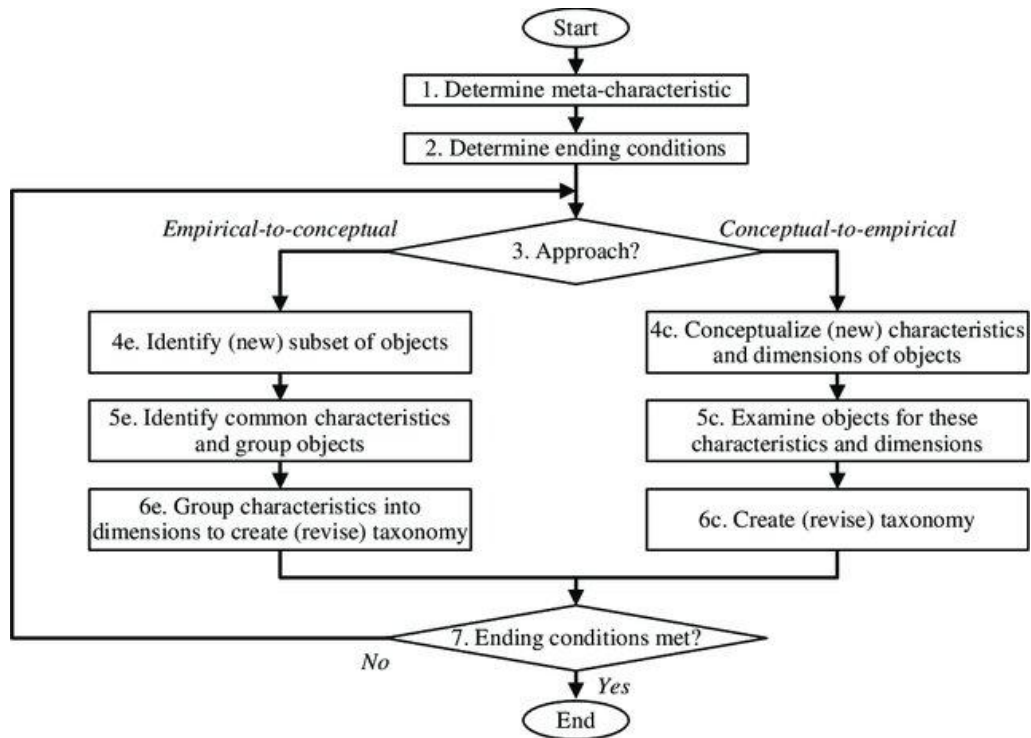 Start
1. Determine meta-characteristic
2. Determine ending conditions
Empirical-to-conceptual
Conceptual-to-empirical
3. Approach?
4e. Identify (new) subset of objects
4c. Conceptualize (new) characteristics
and dimensions of objects
5e. Identify common characteristics
and group objects
5c. Examine objects for these
characteristics and dimensions
6e. Group characteristics into
dimensions to create (revise) taxonomy
6c. Create (revise) taxonomy
7. Ending conditions met?
No
Yes
End